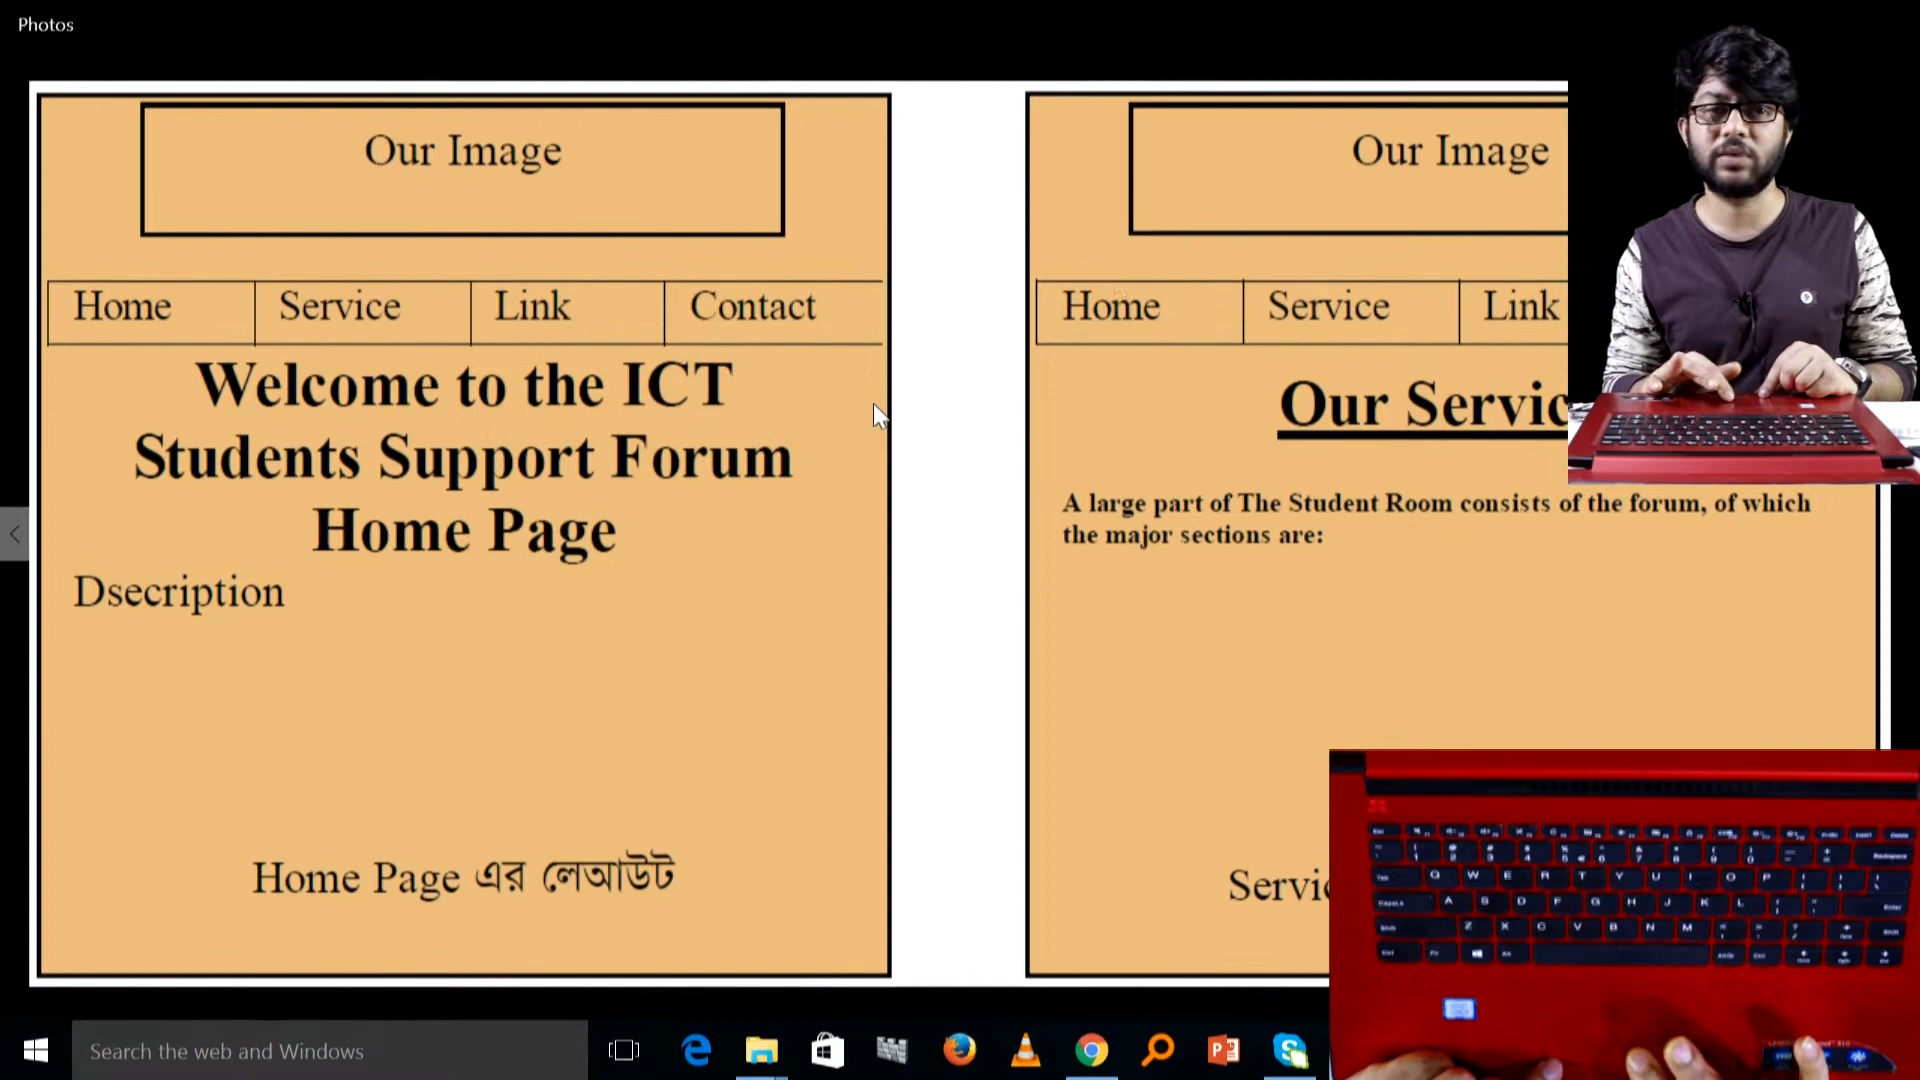 Photos
Our Image
Home Service Link Contact
Welcome to the ICT
Students Support Forum
Home Page
Dsecription
Home Page এর লেআউট
Our Image
Home Service Link
Our Servic
A large part of The Student Room consists of the forum, of which
the major sections are:
Servic
Search the web and Windows
Q W E R T Y U I O P
A S D F G H J K L
Z X C V B N M